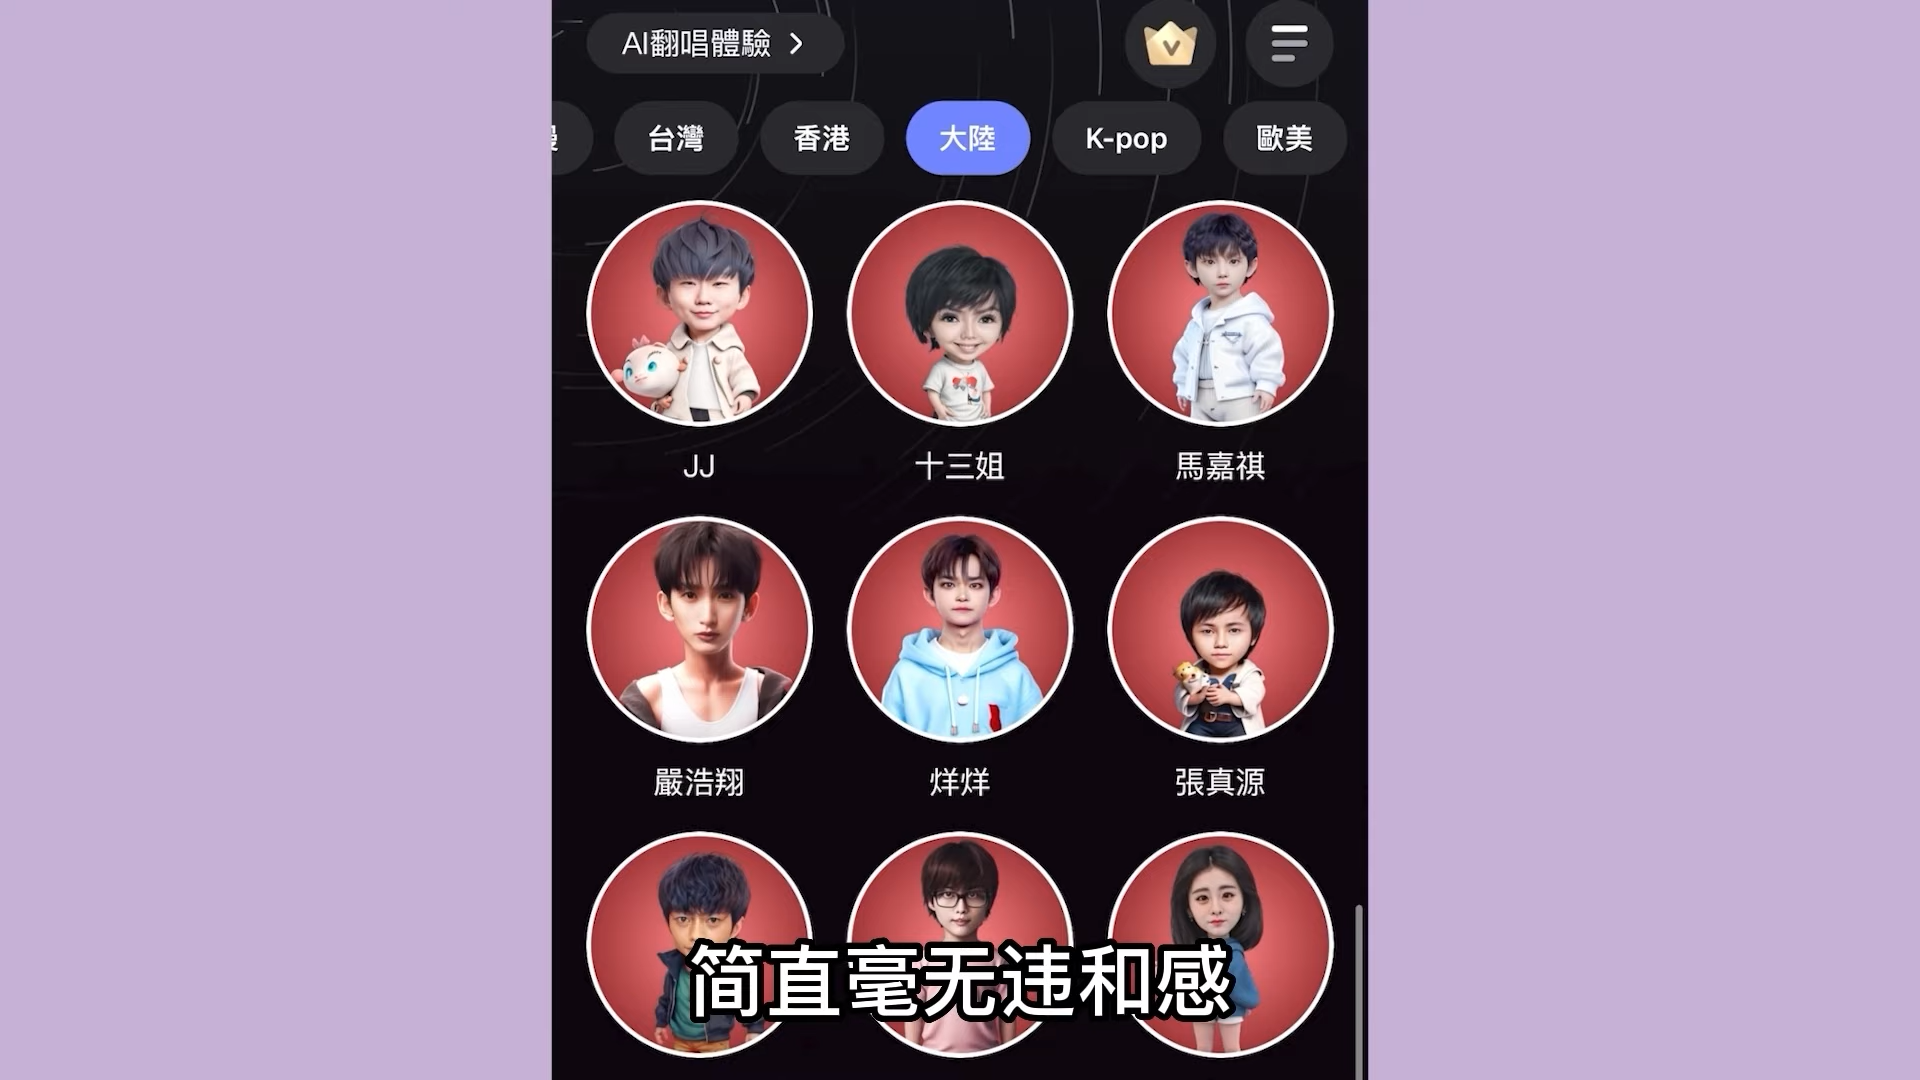 AI翻唱體驗
台灣 香港 大陸 K-pop 歐美
JJ 十三姐 馬嘉祺
嚴浩翔 烊烊 張真源
简直毫无违和感